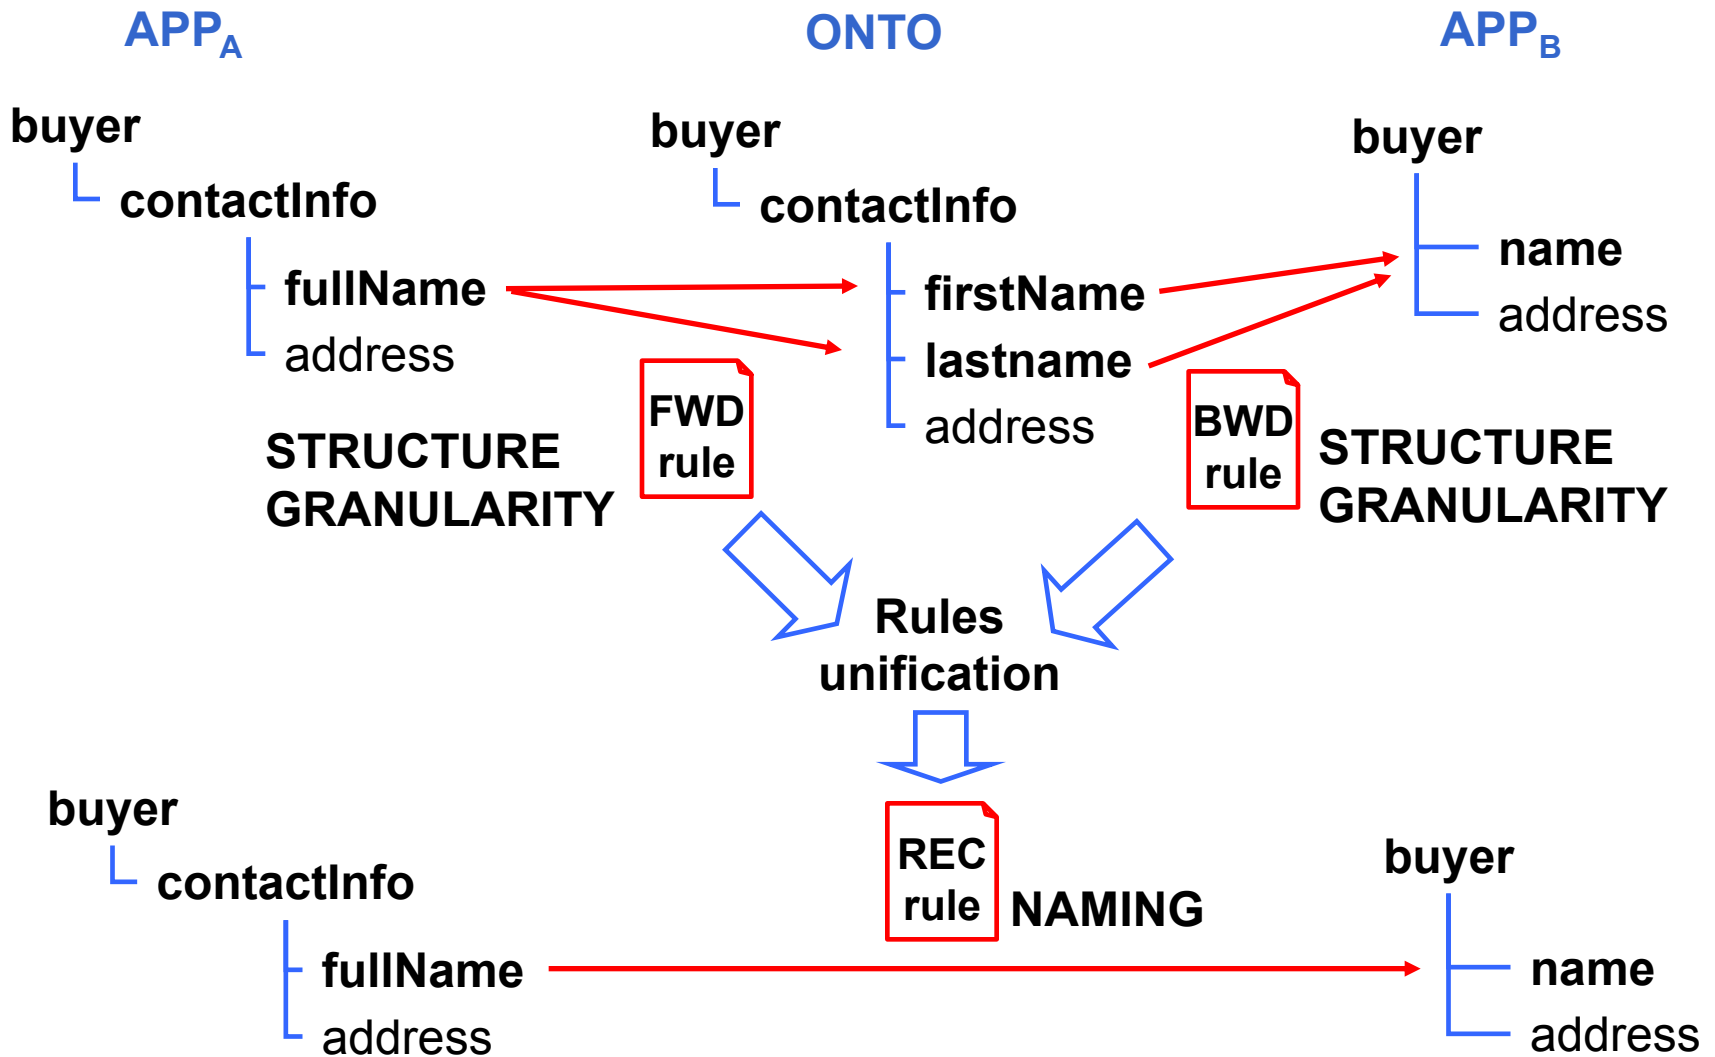 APPA
ONTO
APPB
buyer
contactInfo
fullName
address
buyer
contactInfo
firstName
lastname
address
buyer
name
address
STRUCTURE
GRANULARITY
FWD
rule
BWD
rule
STRUCTURE
GRANULARITY
Rules
unification
REC
rule
NAMING
buyer
contactInfo
fullName
address
buyer
name
address